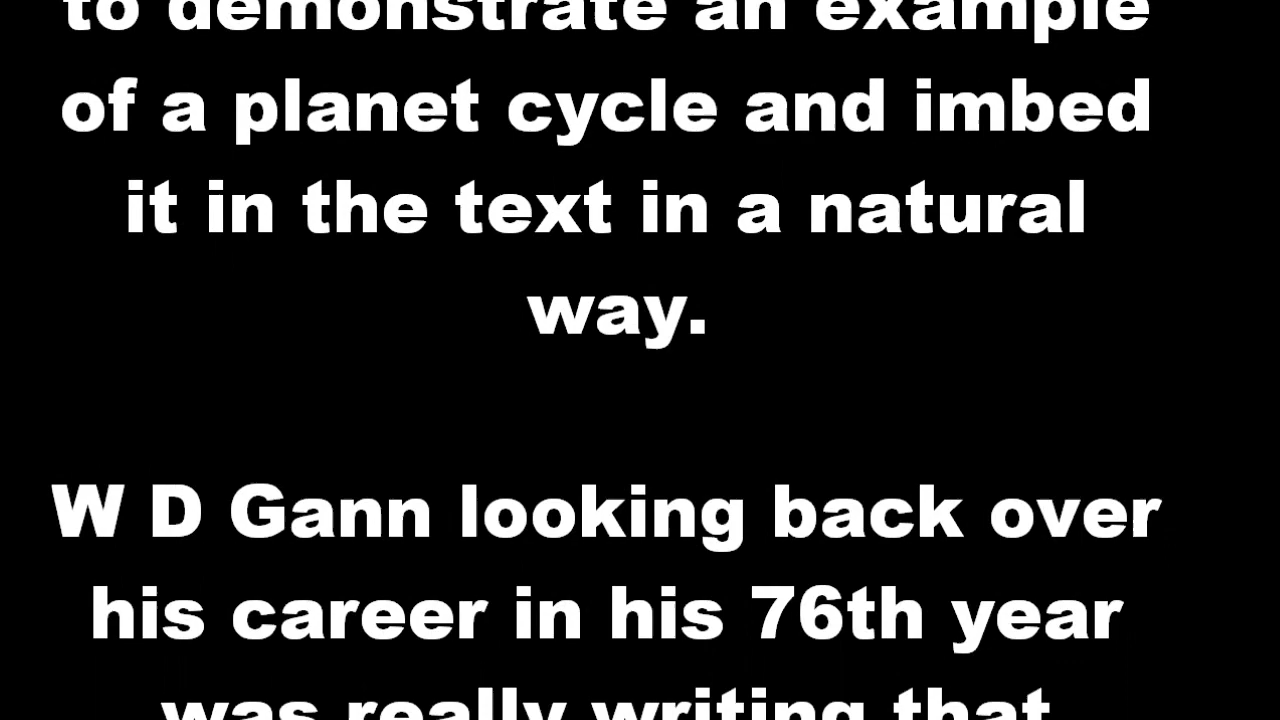 to demonstrate an example
of a planet cycle and imbed
it in the text in a natural
way.
W D Gann looking back over
his career in his 76th year
was really writing that